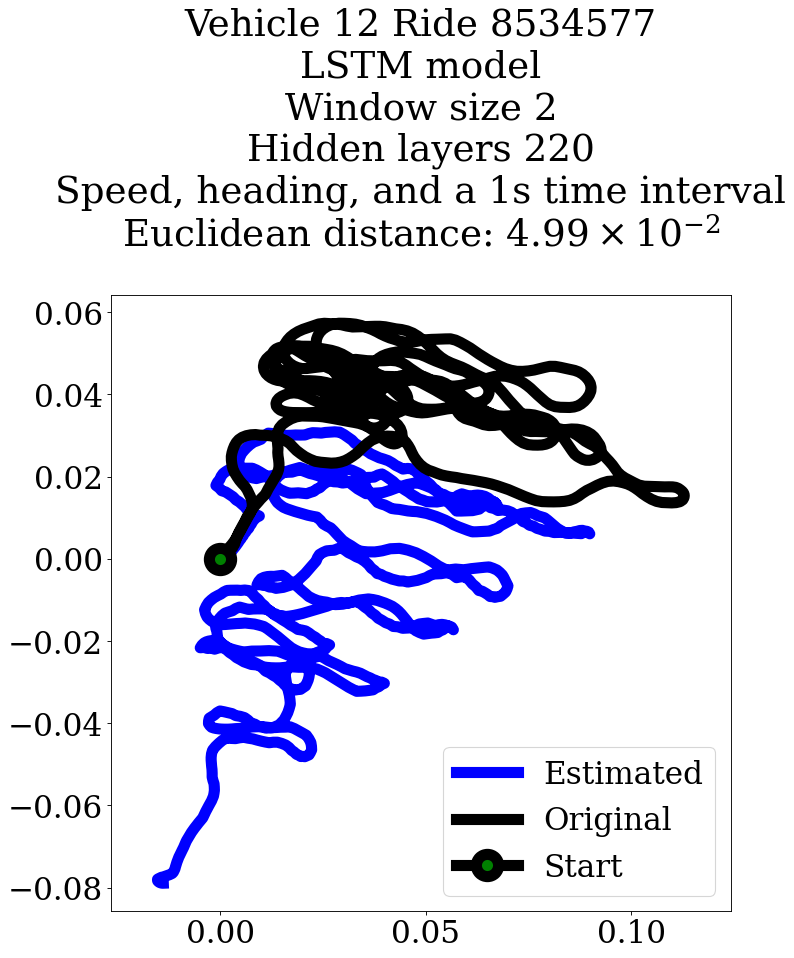 Vehicle 12 Ride 8534577
LSTM model
Window size 2
Hidden layers 220
Speed, heading, and a 1s time interval
Euclidean distance: 4.99 × 10⁻²
0.06
0.04
0.02
0.00
−0.02
−0.04
−0.06
−0.08
Estimated
Original
Start
0.00 0.05 0.10